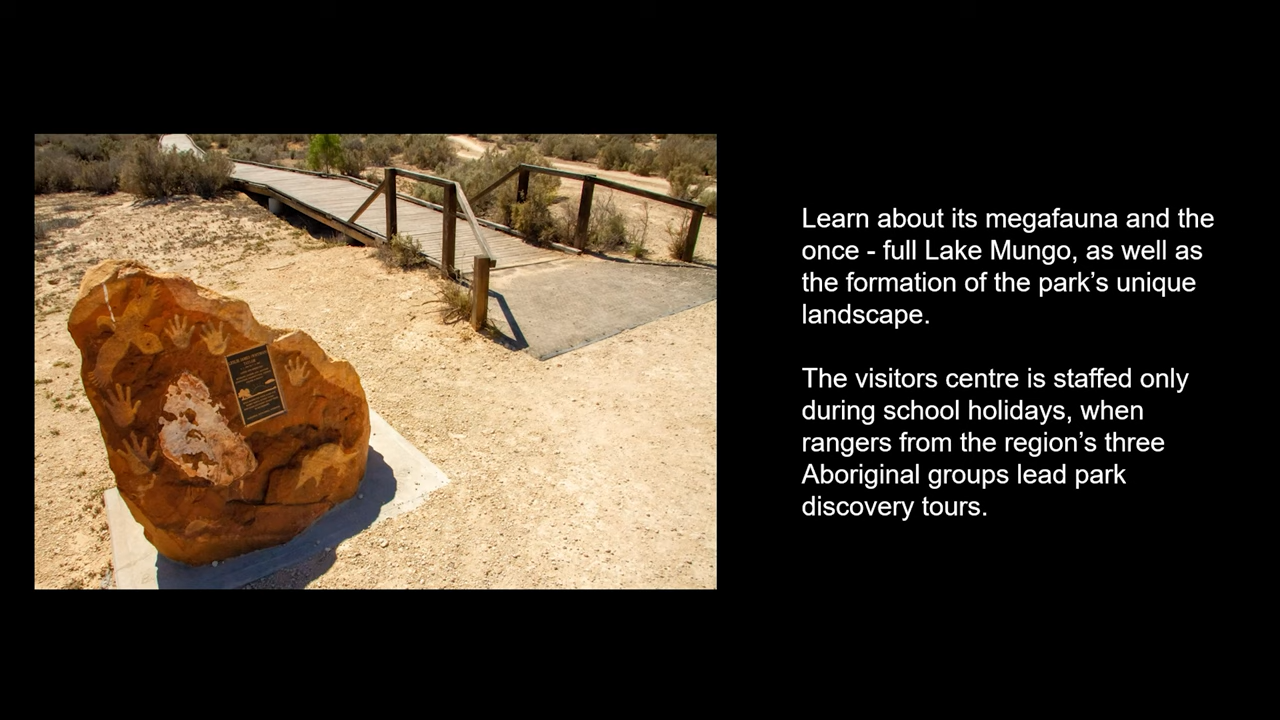 Learn about its megafauna and the
once - full Lake Mungo, as well as
the formation of the park’s unique
landscape.
The visitors centre is staffed only
during school holidays, when
rangers from the region’s three
Aboriginal groups lead park
discovery tours.